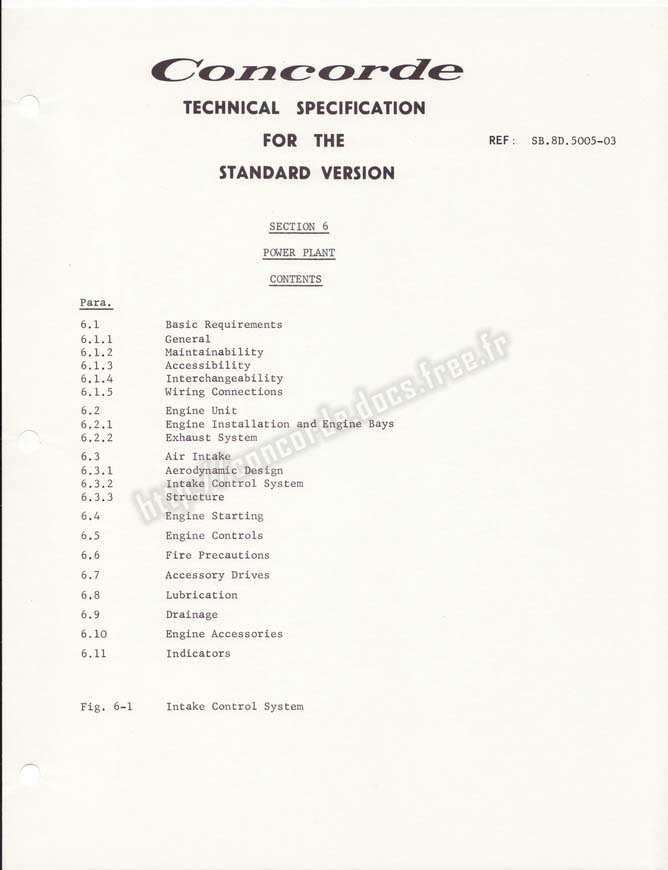 Concorde
TECHNICAL SPECIFICATION
FOR THE
STANDARD VERSION
REF: SB.8D.5005-03
SECTION 6
POWER PLANT
CONTENTS
Para.
6.1 Basic Requirements
6.1.1 General
6.1.2 Maintainability
6.1.3 Accessibility
6.1.4 Interchangeability
6.1.5 Wiring Connections
6.2 Engine Unit
6.2.1 Engine Installation and Engine Bays
6.2.2 Exhaust System
6.3 Air Intake
6.3.1 Aerodynamic Design
6.3.2 Intake Control System
6.3.3 Structure
6.4 Engine Starting
6.5 Engine Controls
6.6 Fire Precautions
6.7 Accessory Drives
6.8 Lubrication
6.9 Drainage
6.10 Engine Accessories
6.11 Indicators
Fig. 6-1 Intake Control System
http://concorde.docs.free.fr